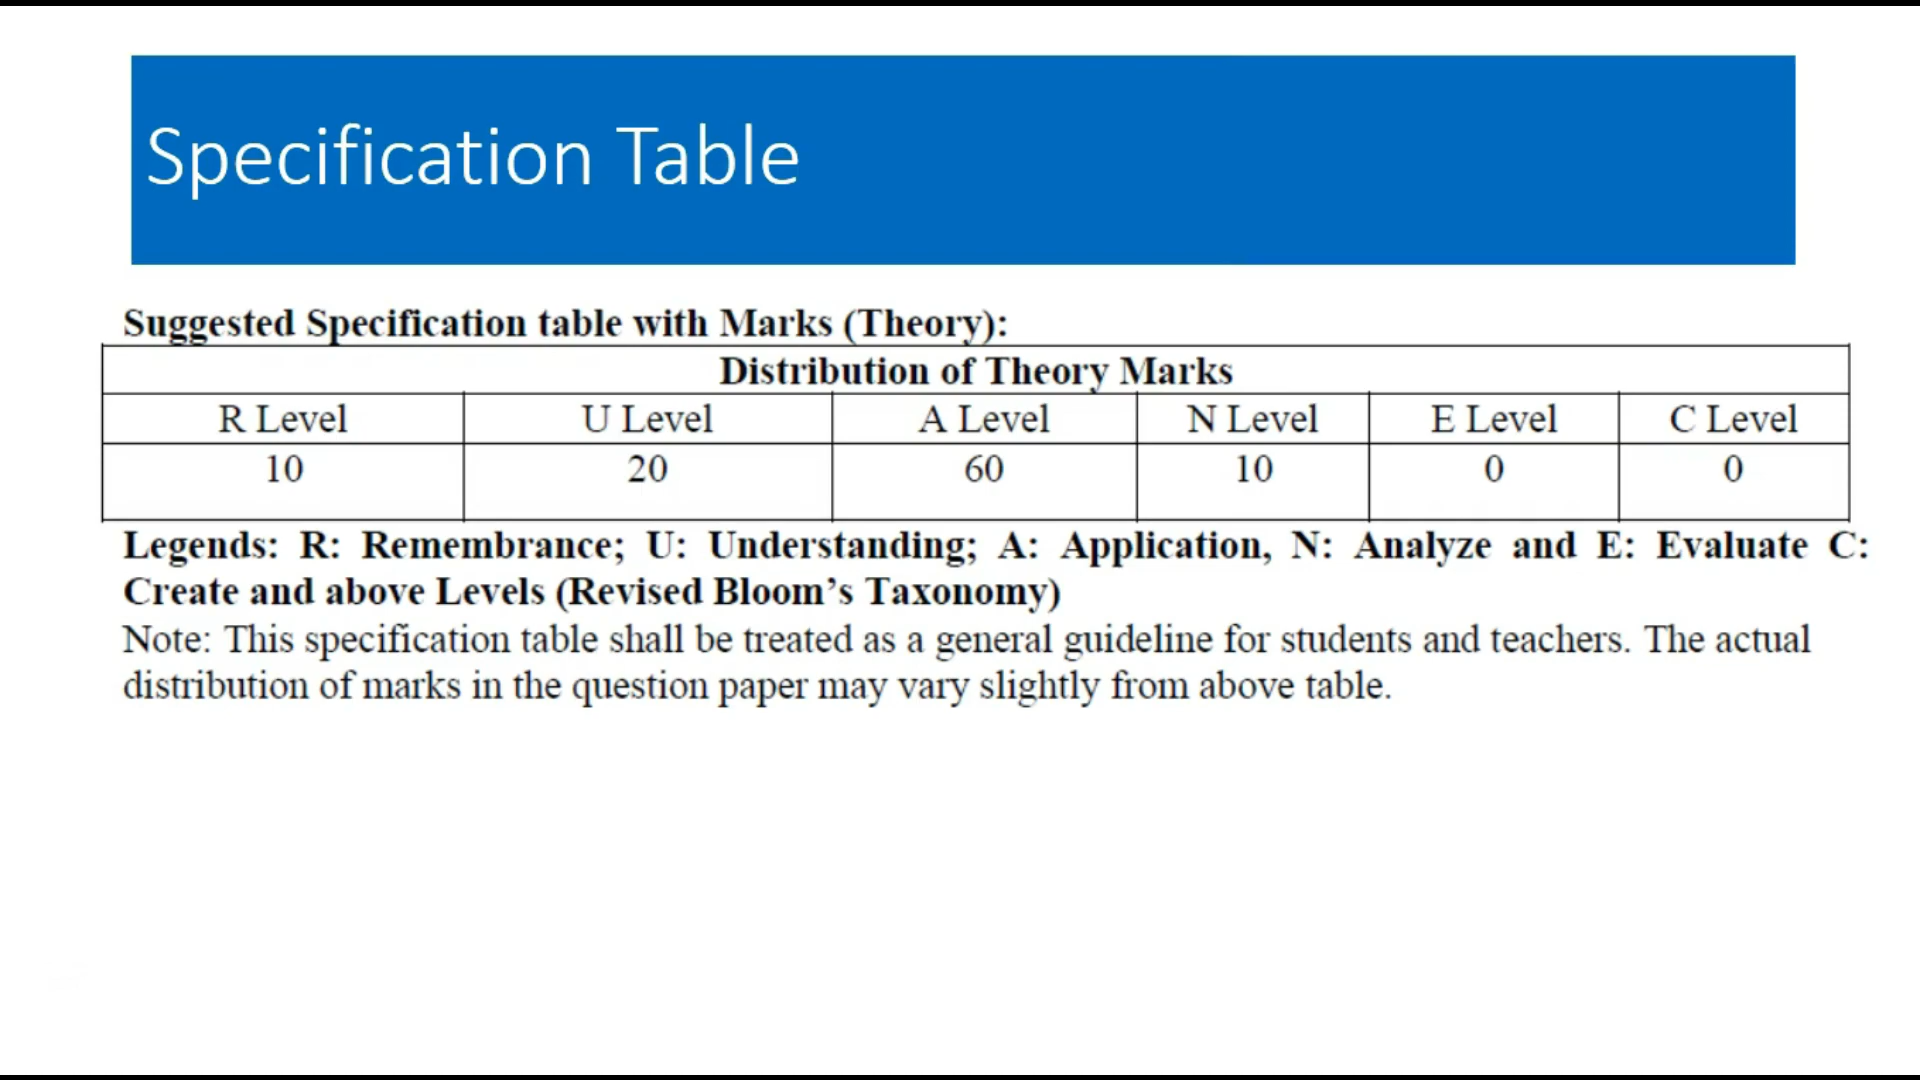 Specification Table
Suggested Specification table with Marks (Theory):
Distribution of Theory Marks
R Level U Level A Level N Level E Level C Level
10 20 60 10 0 0
Legends: R: Remembrance; U: Understanding; A: Application, N: Analyze and E: Evaluate C:
Create and above Levels (Revised Bloom’s Taxonomy)
Note: This specification table shall be treated as a general guideline for students and teachers. The actual
distribution of marks in the question paper may vary slightly from above table.